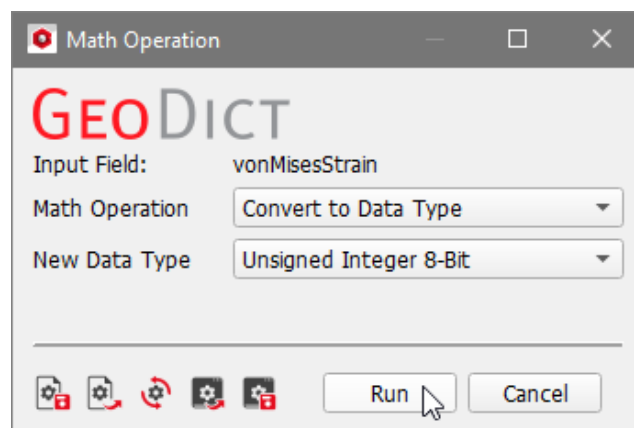 Math Operation
GEODICT
Input Field: vonMisesStrain
Math Operation Convert to Data Type
New Data Type Unsigned Integer 8-Bit
Run Cancel